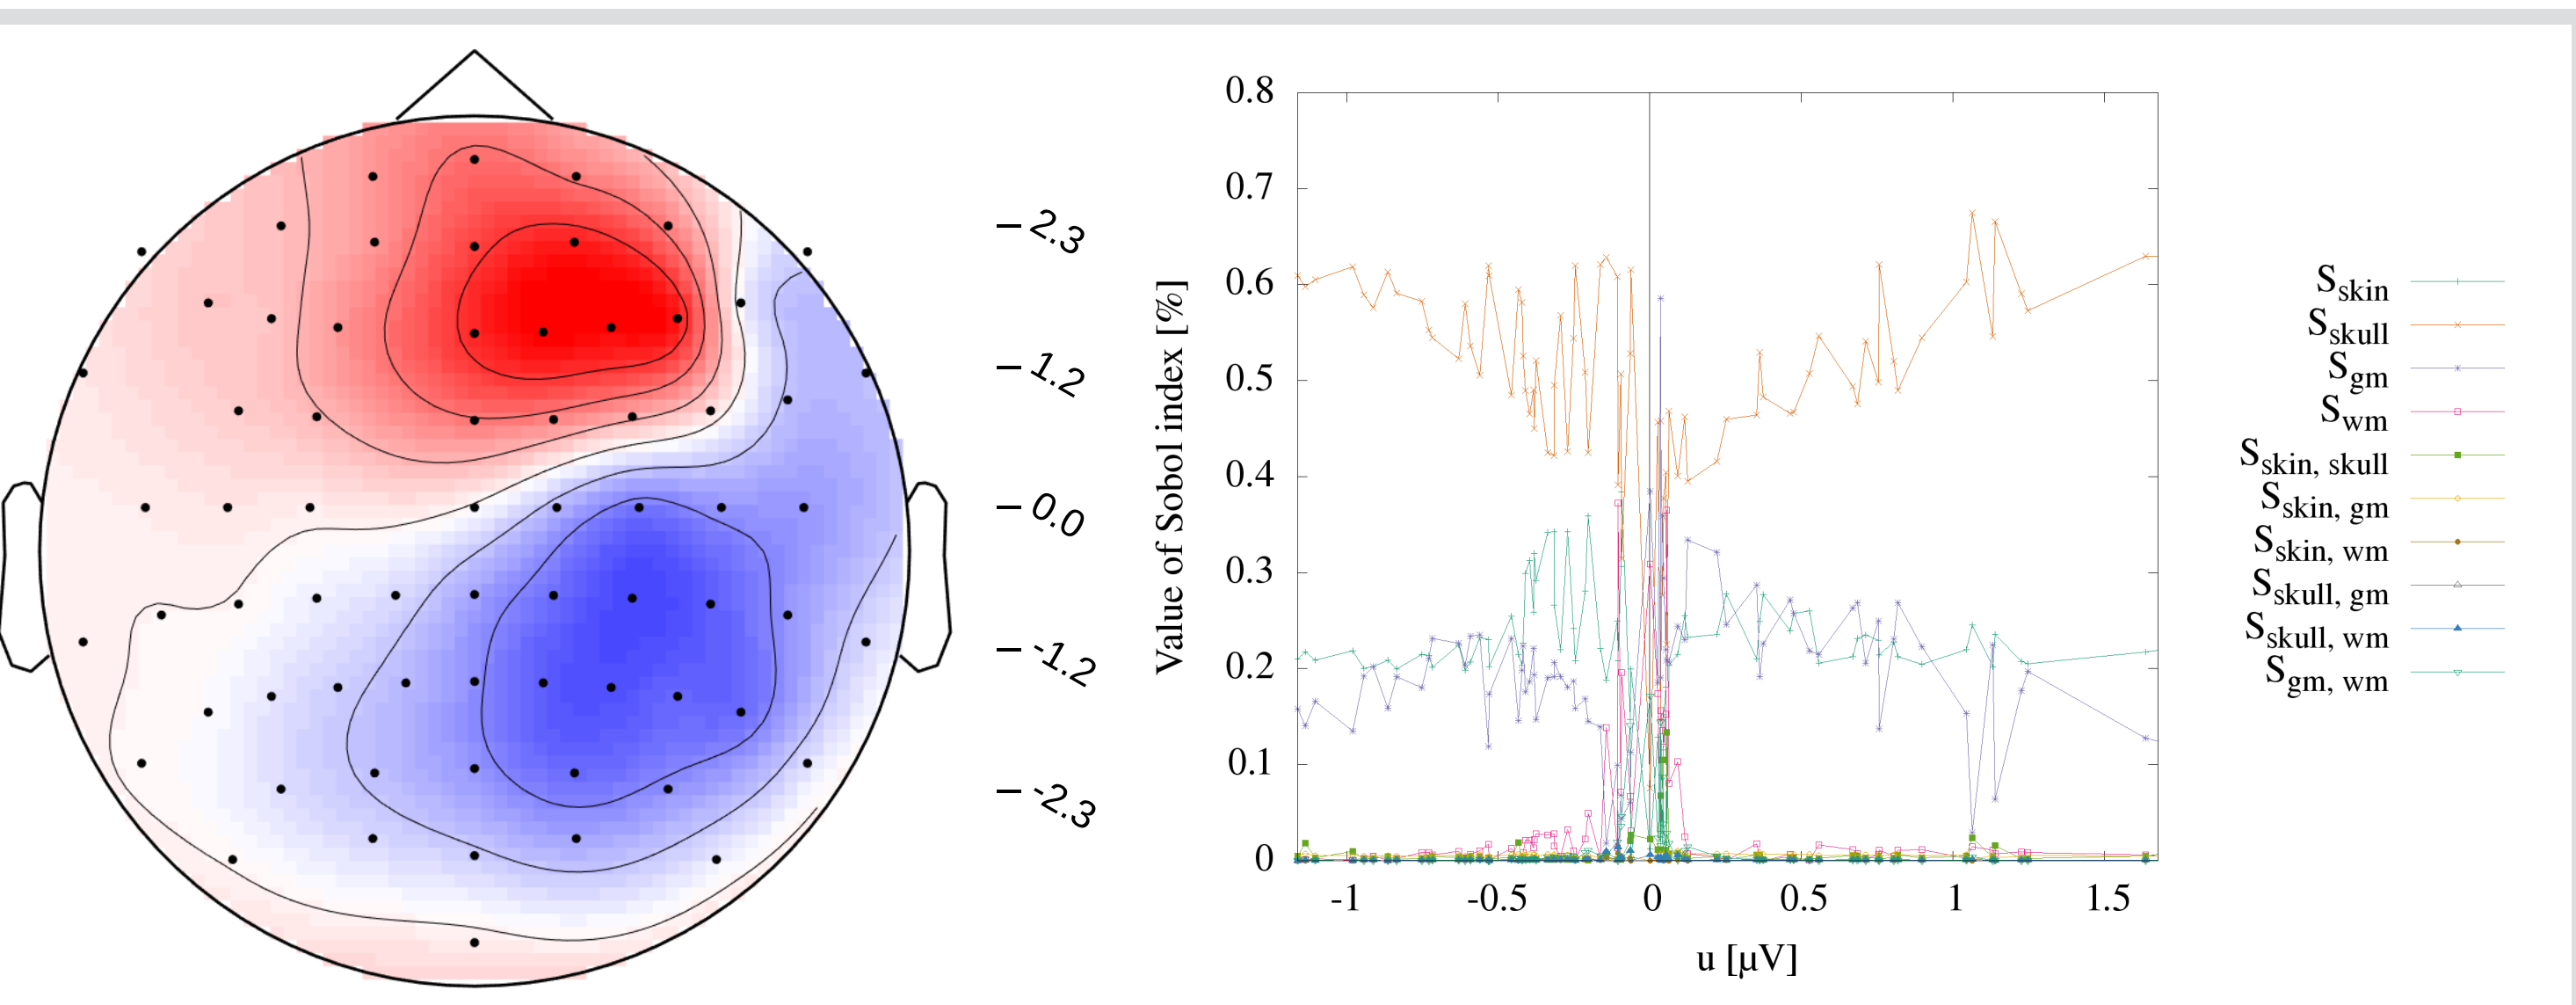 2.3
1.2
0.0
-1.2
-2.3
Value of Sobol index [%]
0.8
0.7
0.6
0.5
0.4
0.3
0.2
0.1
0
-1
-0.5
0
0.5
1
1.5
u [μV]
Sskin
Sskull
Sgm
Swm
Sskin, skull
Sskin, gm
Sskin, wm
Sskull, gm
Sskull, wm
Sgm, wm